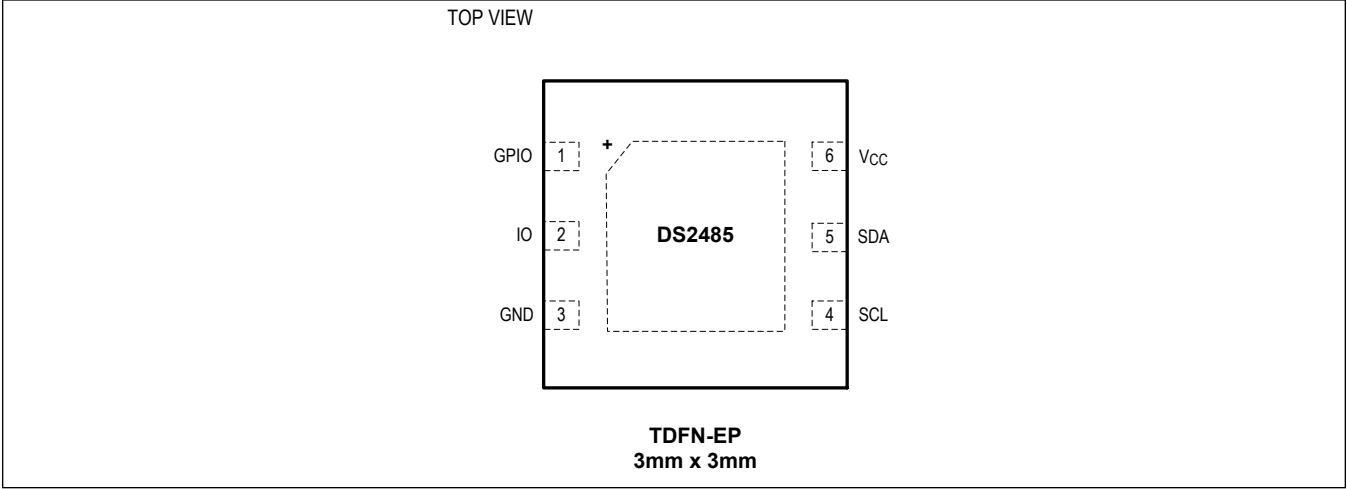 TOP VIEW
GPIO 1 + 6 VCC
IO 2 DS2485 5 SDA
GND 3 4 SCL
TDFN-EP
3mm x 3mm